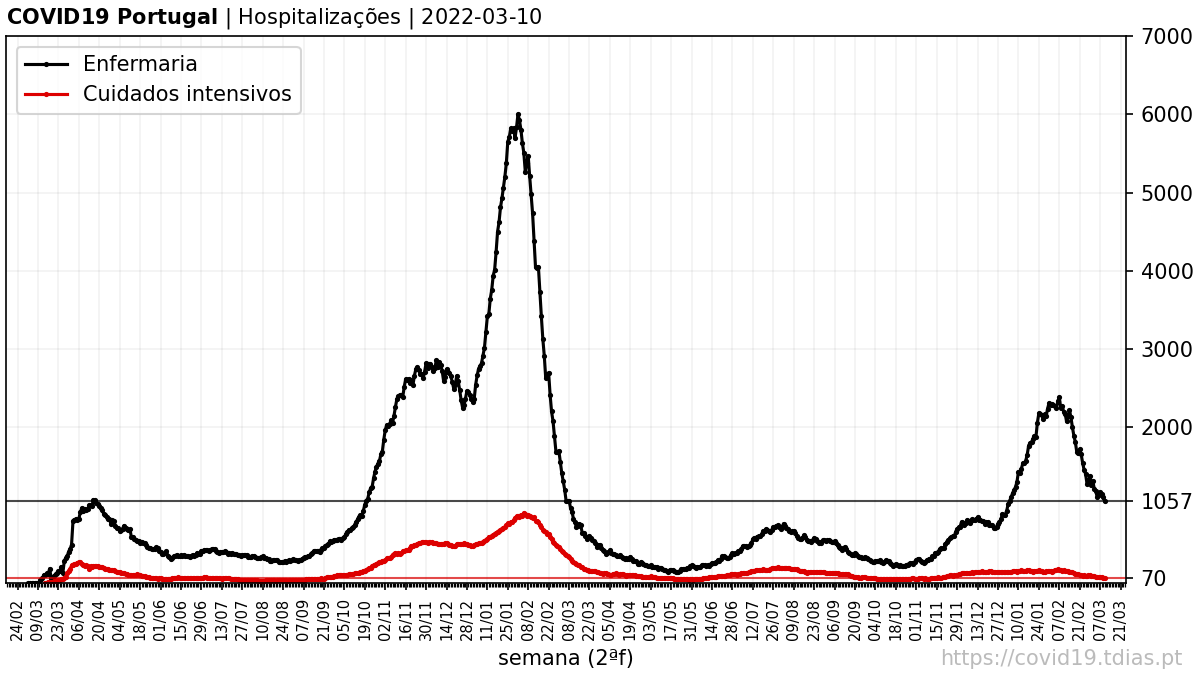 COVID19 Portugal | Hospitalizações | 2022-03-10
Enfermaria
Cuidados intensivos
7000
6000
5000
4000
3000
2000
1057
70
24/02 09/03 23/03 06/04 20/04 04/05 18/05 01/06 15/06 29/06 13/07 27/07 10/08 24/08 07/09 21/09 05/10 19/10 02/11 16/11 30/11 14/12 28/12 11/01 25/01 08/02 22/02 08/03 22/03 05/04 19/04 03/05 17/05 31/05 14/06 28/06 12/07 26/07 09/08 23/08 06/09 20/09 04/10 18/10 01/11 15/11 29/11 13/12 27/12 10/01 24/01 07/02 21/02 07/03 21/03
semana (2ªf)
https://covid19.tdias.pt